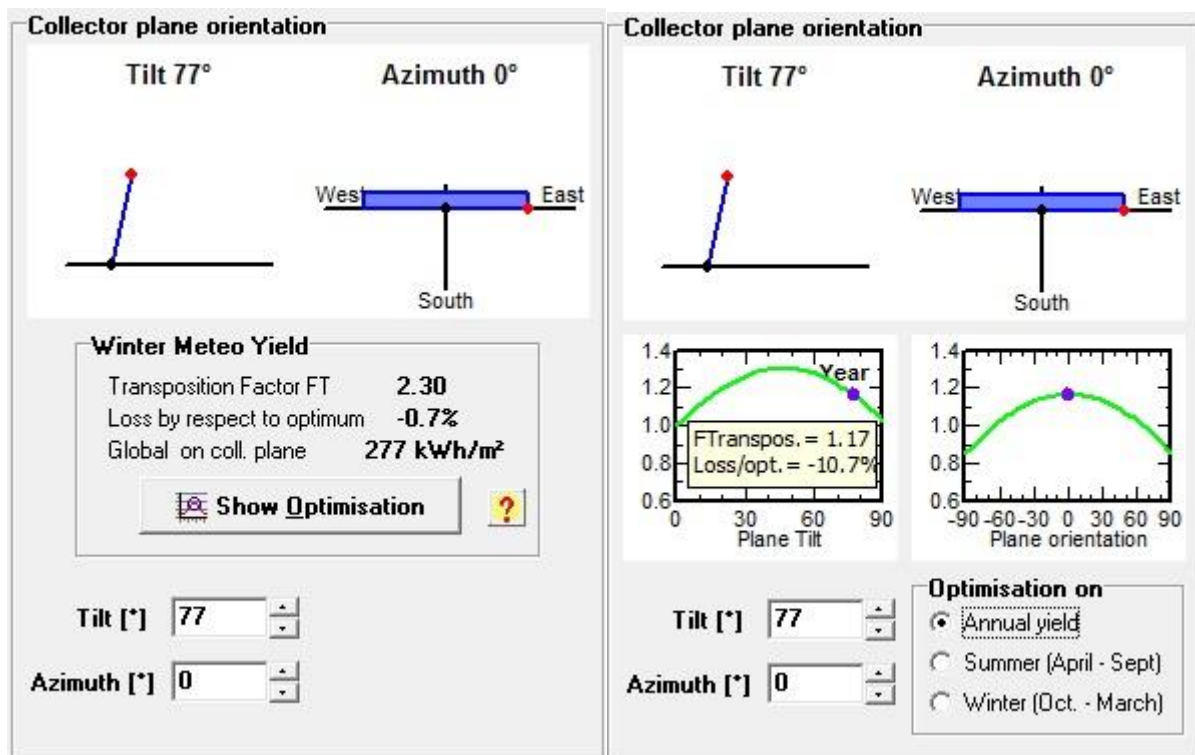 Collector plane orientation
Tilt 77°
Azimuth 0°
West
East
South
Winter Meteo Yield
Transposition Factor FT 2.30
Loss by respect to optimum -0.7%
Global on coll. plane 277 kWh/m²
Show Optimisation
?
Tilt [°] 77
Azimuth [°] 0
Collector plane orientation
Tilt 77°
Azimuth 0°
West
East
South
1.4
1.2
1.0
0.8
0.6
Year
FTranspos. = 1.17
Loss/opt. = -10.7%
0 30 60 90
Plane Tilt
1.4
1.2
1.0
0.8
0.6
-90 -60 -30 0 30 60 90
Plane orientation
Tilt [°] 77
Azimuth [°] 0
Optimisation on
Annual yield
Summer (April - Sept)
Winter (Oct. - March)